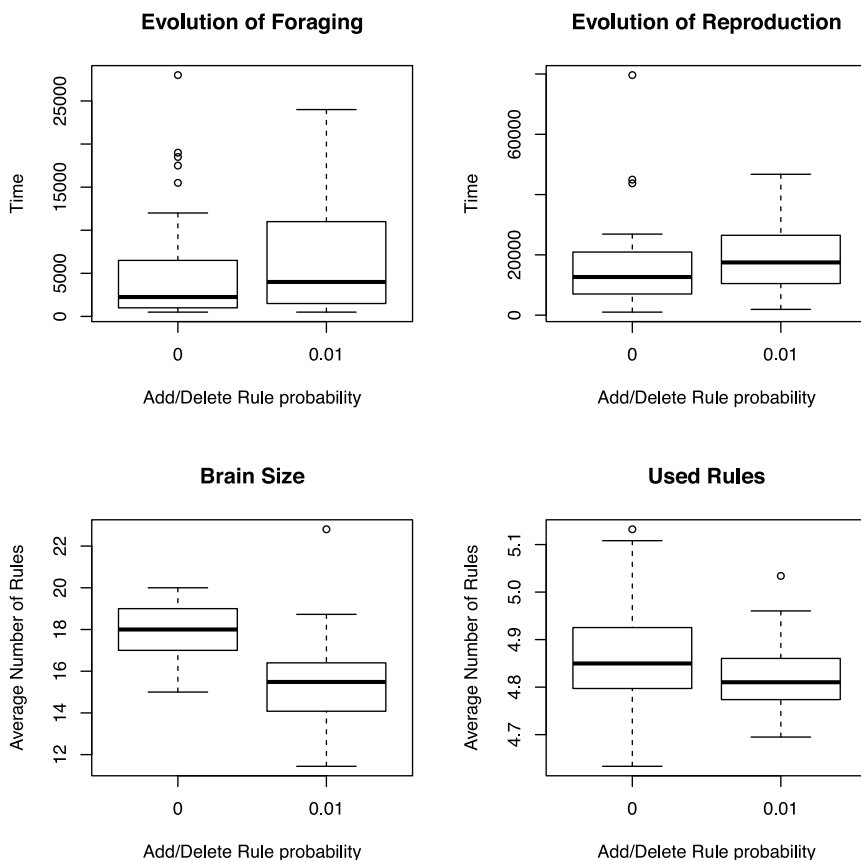 Evolution of Foraging
Time
25000
15000
5000
0
0
0.01
Add/Delete Rule probability
Evolution of Reproduction
Time
60000
20000
0
0
0.01
Add/Delete Rule probability
Brain Size
Average Number of Rules
22
20
18
16
14
12
0
0.01
Add/Delete Rule probability
Used Rules
Average Number of Rules
5.1
5.0
4.9
4.8
4.7
0
0.01
Add/Delete Rule probability